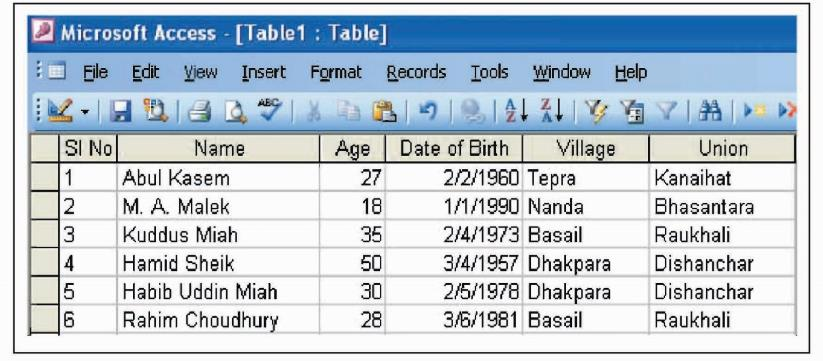 Microsoft Access - [Table1 : Table]
File Edit View Insert Format Records Tools Window Help
Sl No Name Age Date of Birth Village Union
1 Abul Kasem 27 2/2/1960 Tepra Kanaihat
2 M. A. Malek 18 1/1/1990 Nanda Bhasantara
3 Kuddus Miah 35 2/4/1973 Basail Raukhali
4 Hamid Sheik 50 3/4/1957 Dhakpara Dishanchar
5 Habib Uddin Miah 30 2/5/1978 Dhakpara Dishanchar
6 Rahim Choudhury 28 3/6/1981 Basail Raukhali